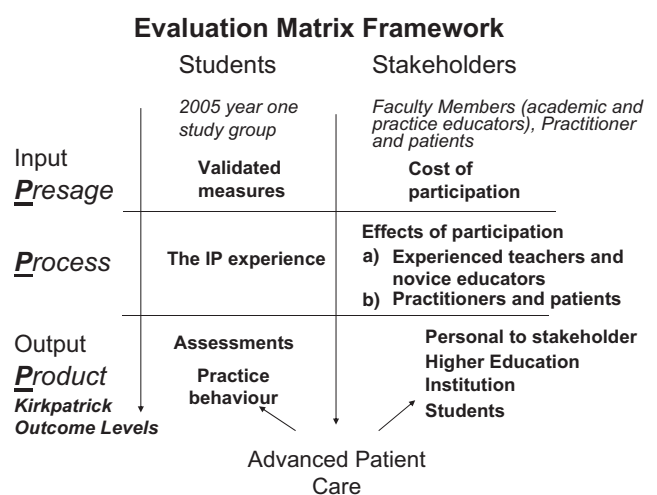 Evaluation Matrix Framework
Students
Stakeholders
2005 year one
study group
Faculty Members (academic and
practice educators), Practitioner
and patients
Input
Presage
Validated
measures
Cost of
participation
Process
The IP experience
Effects of participation
a) Experienced teachers and
novice educators
b) Practitioners and patients
Output
Product
Kirkpatrick
Outcome Levels
Assessments
Practice
behaviour
Personal to stakeholder
Higher Education
Institution
Students
Advanced Patient
Care